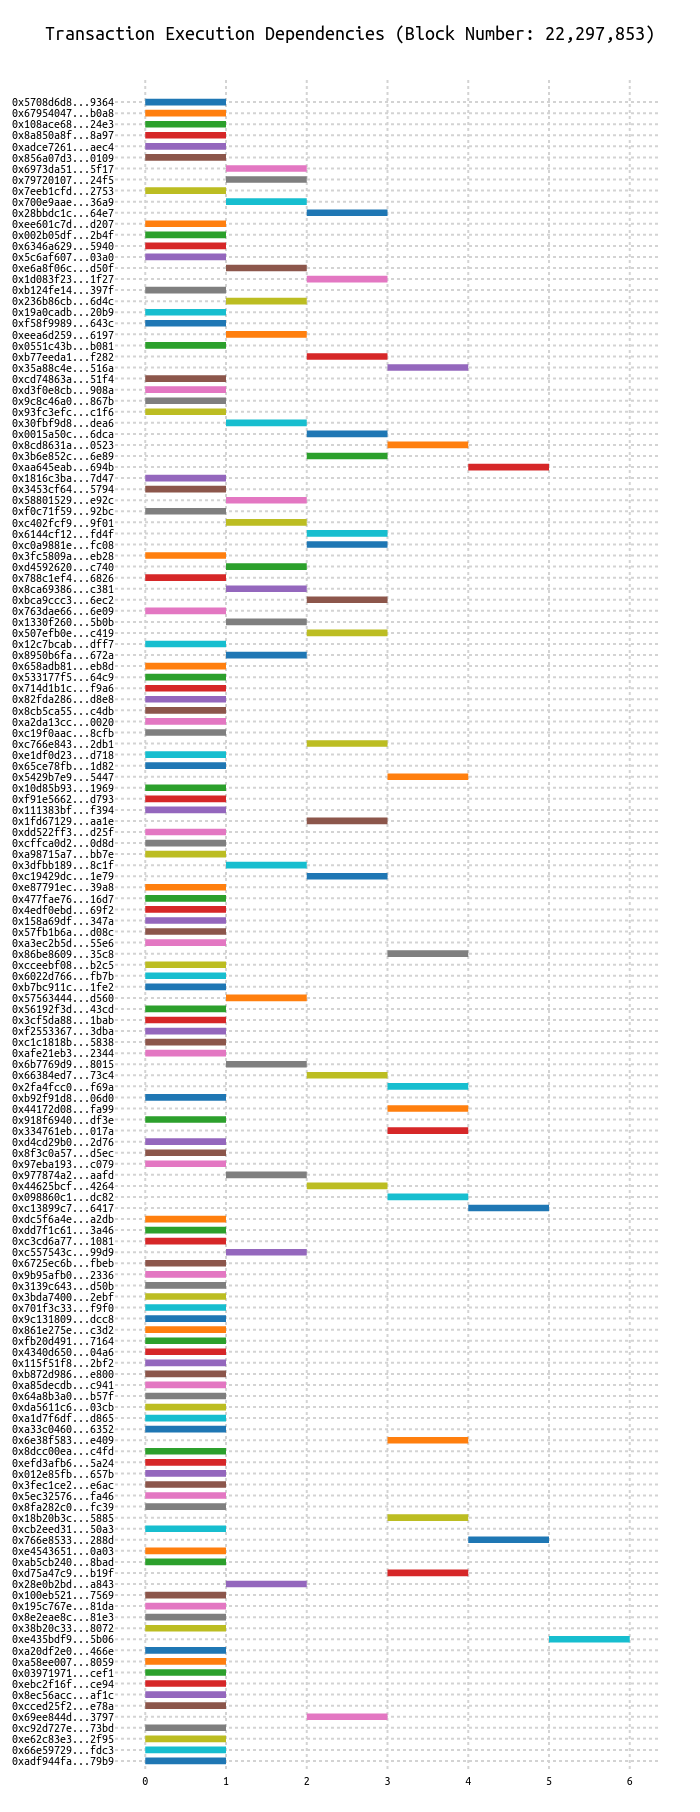 Transaction Execution Dependencies (Block Number: 22,297,853)
0x5708d6d8...9364
0x67954047...b0a8
0x108ace68...24e3
0x8a850a8f...8a97
0xadce7261...aec4
0x856a07d3...0109
0x6973da51...5f17
0x79720107...24f5
0x7eeb1cfd...2753
0x700e9aae...36a9
0x28bbdc1c...64e7
0xee601c7d...d207
0x002b05df...2b4f
0x6346a629...5940
0x5c6af607...03a0
0xe6a8f06c...d50f
0x1d083f23...1f27
0xb124fe14...397f
0x236b86cb...6d4c
0x19a0cadb...20b9
0xf58f9989...643c
0xeea6d259...6197
0x0551c43b...b081
0xb77eeda1...f282
0x35a88c4e...516a
0xcd74863a...51f4
0xd3f0e8cb...908a
0x9c8c46a0...867b
0x93fc3efc...c1f6
0x30fbf9d8...dea6
0x0015a50c...6dca
0x8cd8631a...0523
0x3b6e852c...6e89
0xaa645eab...694b
0x1816c3ba...7d47
0x3453cf64...5794
0x58801529...e92c
0xf0c71f59...92bc
0xc402fcf9...9f01
0x6144cf12...fd4f
0xc0a9881e...fc08
0x3fc5809a...eb28
0xd4592620...c740
0x788c1ef4...6826
0x8ca69386...c381
0xbca9ccc3...6ec2
0x763dae66...6e09
0x1330f260...5b0b
0x507efb0e...c419
0x12c7bcab...dff7
0x8950b6fa...672a
0x658adb81...eb8d
0x533177f5...64c9
0x714d1b1c...f9a6
0x82fda286...d8e8
0x8cb5ca55...c4db
0xa2da13cc...0020
0xc19f0aac...8cfb
0xc766e843...2db1
0xe1df0d23...d718
0x65ce78fb...1d82
0x5429b7e9...5447
0x10d85b93...1969
0xf91e5662...d793
0x111383bf...f394
0x1fd67129...aa1e
0xdd522ff3...d25f
0xcffca0d2...0d8d
0xa98715a7...bb7e
0x3dfbb189...8c1f
0xc19429dc...1e79
0xe87791ec...39a8
0x477fae76...16d7
0x4edf0ebd...69f2
0x158a69df...347a
0x57fb1b6a...d08c
0xa3ec2b5d...55e6
0x86be8609...35c8
0xcceebf08...b2c5
0x6022d766...fb7b
0xb7bc911c...1fe2
0x57563444...d560
0x56192f3d...43cd
0x3cf5da88...1bab
0xf2553367...3dba
0xc1c1818b...5838
0xafe21eb3...2344
0x6b7769d9...8015
0x66384ed7...73c4
0x2fa4fcc0...f69a
0xb92f91d8...06d0
0x44172d08...fa99
0x918f6940...df3e
0x334761eb...017a
0xd4cd29b0...2d76
0x8f3c0a57...d5ec
0x97eba193...c079
0x977874a2...aafd
0x44625bcf...4264
0x098860c1...dc82
0xc13899c7...6417
0xdc5f6a4e...a2db
0xdd7f1c61...3a46
0xc3cd6a77...1081
0xc557543c...99d9
0x6725ec6b...fbeb
0x9b95afb0...2336
0x3139c643...d50b
0x3bda7400...2ebf
0x701f3c33...f9f0
0x9c131809...dcc8
0x861e275e...c3d2
0xfb20d491...7164
0x4340d650...04a6
0x115f51f8...2bf2
0xb872d986...e800
0xa85decdb...c941
0x64a8b3a0...b57f
0xda5611c6...03cb
0xa1d7f6df...d865
0xa33c0460...6352
0x6e38f583...e409
0x8dcc00ea...c4fd
0xefd3afb6...5a24
0x012e85fb...657b
0x3fec1ce2...e6ac
0x5ec32576...fa46
0x8fa282c0...fc39
0x18b20b3c...5885
0xcb2eed31...50a3
0x766e8533...288d
0xe4543651...0a03
0xab5cb240...8bad
0xd75a47c9...b19f
0x28e0b2bd...a843
0x100eb521...7569
0x195c767e...81da
0x8e2eae8c...81e3
0x38b20c33...8072
0xe435bdf9...5b06
0xa20df2e0...466e
0xa58ee007...8059
0x03971971...cef1
0xebc2f16f...ce94
0x8ec56acc...af1c
0xcced25f2...e78a
0x69ee844d...3797
0xc92d727e...73bd
0xe62c83e3...2f95
0x66e59729...fdc3
0xadf944fa...79b9
0 1 2 3 4 5 6